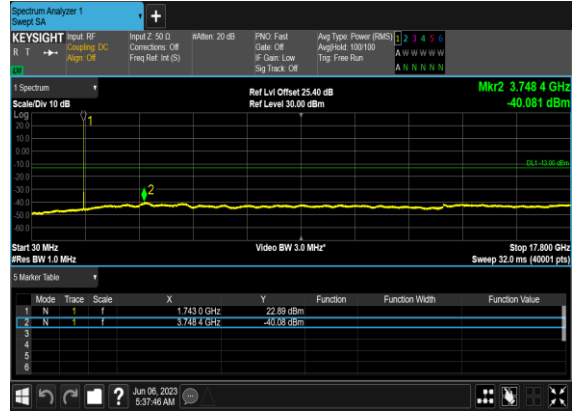 Spectrum Analyzer 1
Swept SA
+
KEYSIGHT Input: RF Input Z: 50 Ω #Atten: 20 dB PNO: Fast Avg Type: Power (RMS) 1 2 3 4 5 6
R T Coupling: DC Corrections: Off Gate: Off Avg|Hold: 100/100 A W W W W W
Align: Off Freq Ref: Int (S) IF Gain: Low Trig: Free Run
Sig Track: Off A N N N N N
1 Spectrum Ref Lvl Offset 25.40 dB Mkr2 3.748 4 GHz
Scale/Div 10 dB Ref Level 30.00 dBm -40.081 dBm
Log
1
20.0
10.0
0.00
-10.0
DL1 -13.00 dBm
-20.0
-30.0
2
-40.0
-50.0
-60.0
Start 30 MHz Video BW 3.0 MHz* Stop 17.800 GHz
#Res BW 1.0 MHz Sweep 32.0 ms (40001 pts)
5 Marker Table
Mode Trace Scale X Y Function Function Width Function Value
1 N 1 f 1.743 0 GHz 22.89 dBm
2 N 1 f 3.748 4 GHz -40.08 dBm
3
4
5
6
? Jun 06, 2023
5:37:46 AM